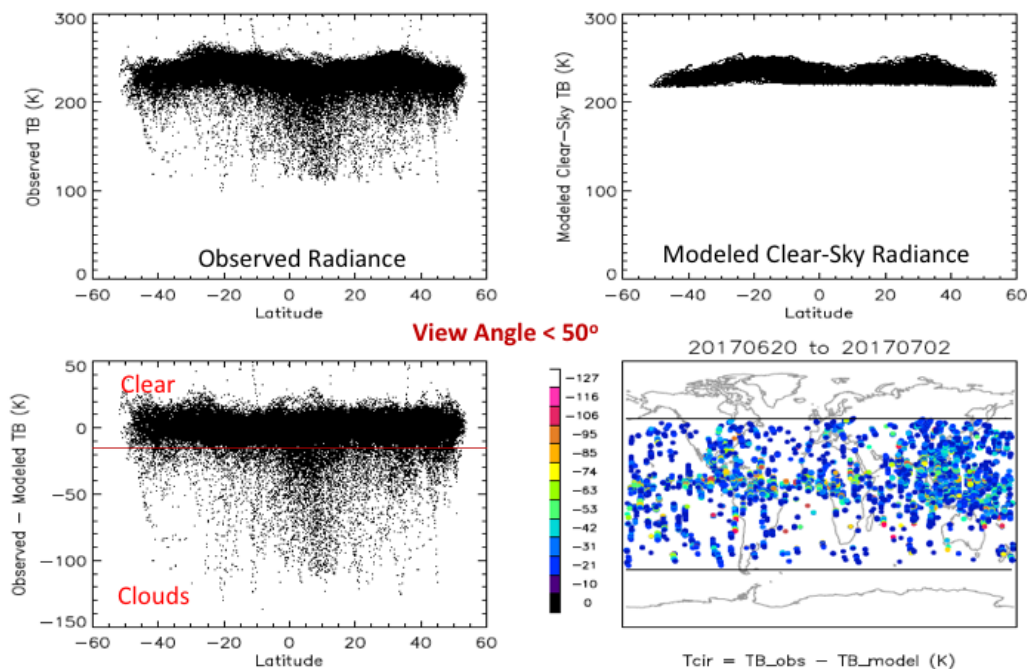 300
200
100
0
Observed TB (K)
Observed Radiance
−60 −40 −20 0 20 40 60
Latitude
300
200
100
0
Modeled Clear−Sky TB (K)
Modeled Clear-Sky Radiance
−60 −40 −20 0 20 40 60
Latitude
View Angle < 50°
50
0
−50
−100
−150
Observed − Modeled TB (K)
Clear
Clouds
−60 −40 −20 0 20 40 60
Latitude
20170620 to 20170702
−127
−116
−106
−95
−85
−74
−63
−53
−42
−31
−21
−10
0
Tcir = TB_obs − TB_model (K)